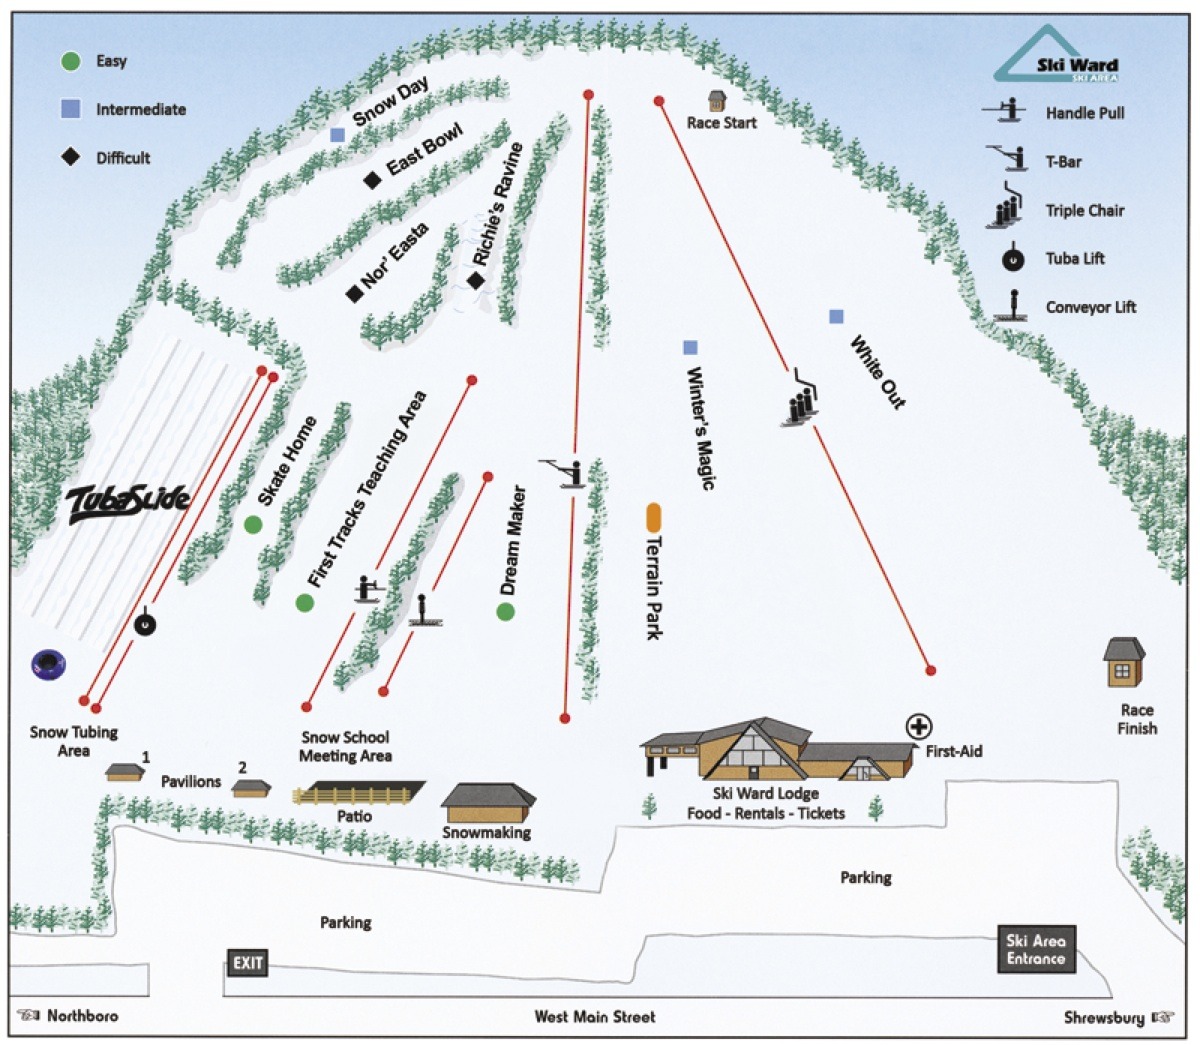 Easy
Intermediate
Difficult
Ski Ward
SKI AREA
Handle Pull
T-Bar
Triple Chair
Tuba Lift
Conveyor Lift
Race Start
Snow Day
East Bowl
Nor' Easta
Richie's Ravine
White Out
Winter's Magic
Terrain Park
Dream Maker
First Tracks Teaching Area
Skate Home
TubaSlide
Snow Tubing
Area
1
Pavilions
2
Snow School
Meeting Area
Patio
Snowmaking
Ski Ward Lodge
Food - Rentals - Tickets
First-Aid
Race
Finish
Parking
Parking
EXIT
Ski Area
Entrance
Northboro
West Main Street
Shrewsbury